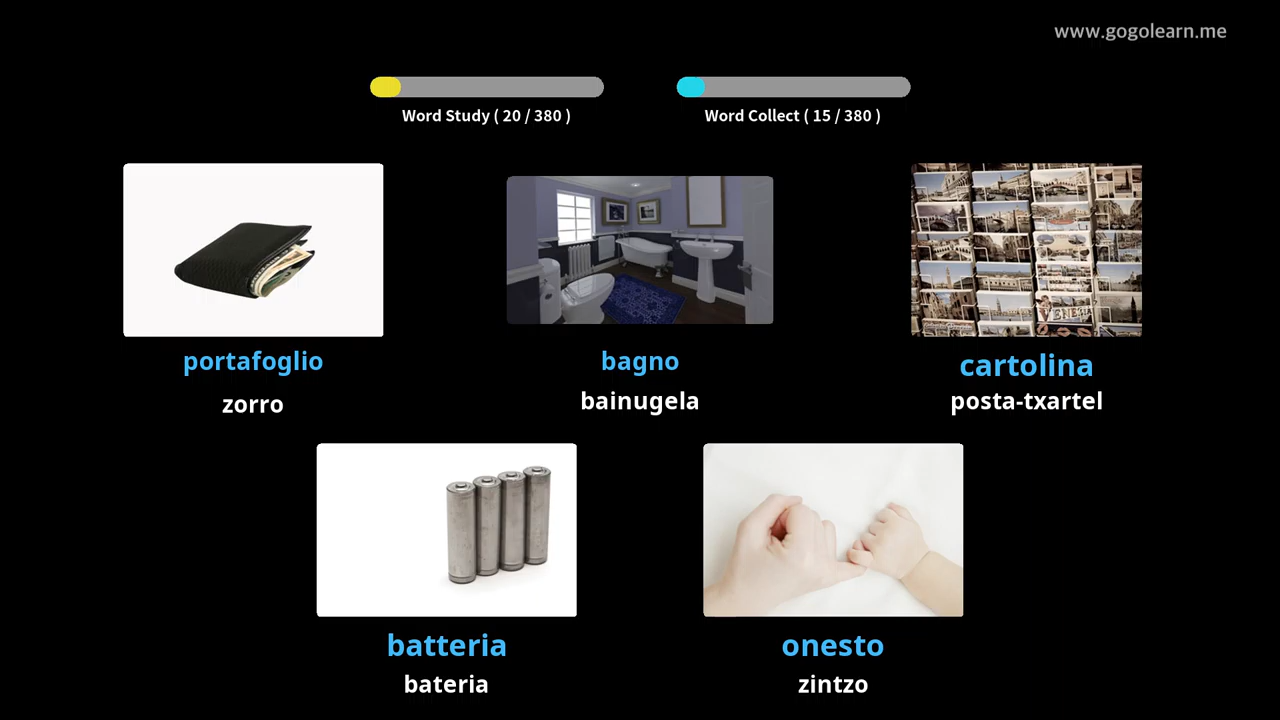 www.gogolearn.me
Word Study ( 20 / 380 )
Word Collect ( 15 / 380 )
portafoglio
zorro
bagno
bainugela
cartolina
posta-txartel
VENEZIA
batteria
bateria
onesto
zintzo